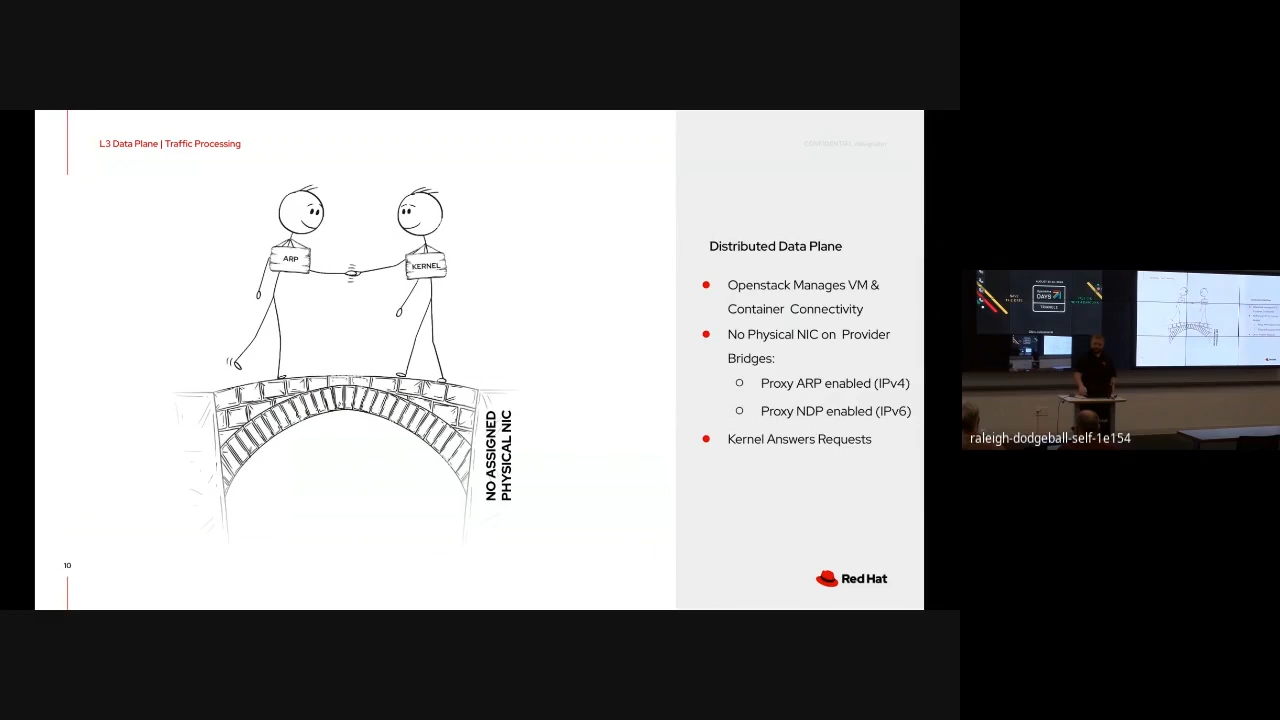 L3 Data Plane | Traffic Processing
ARP
KERNEL
NO ASSIGNED
PHYSICAL NIC
10
CONFIDENTIAL designator
Distributed Data Plane
Openstack Manages VM &
Container Connectivity
No Physical NIC on Provider
Bridges:
Proxy ARP enabled (IPv4)
Proxy NDP enabled (IPv6)
Kernel Answers Requests
Red Hat
DAYS
TRIANGLE
raleigh-dodgeball-self-1e154